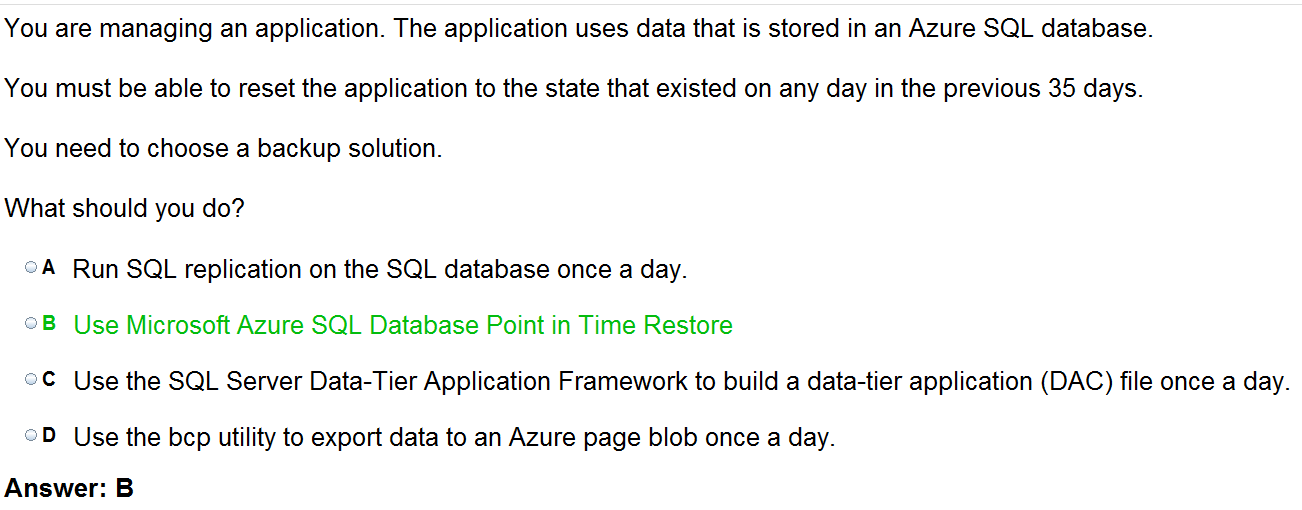 You are managing an application. The application uses data that is stored in an Azure SQL database.
You must be able to reset the application to the state that existed on any day in the previous 35 days.
You need to choose a backup solution.
What should you do?
A Run SQL replication on the SQL database once a day.
B Use Microsoft Azure SQL Database Point in Time Restore
C Use the SQL Server Data-Tier Application Framework to build a data-tier application (DAC) file once a day.
D Use the bcp utility to export data to an Azure page blob once a day.
Answer: B